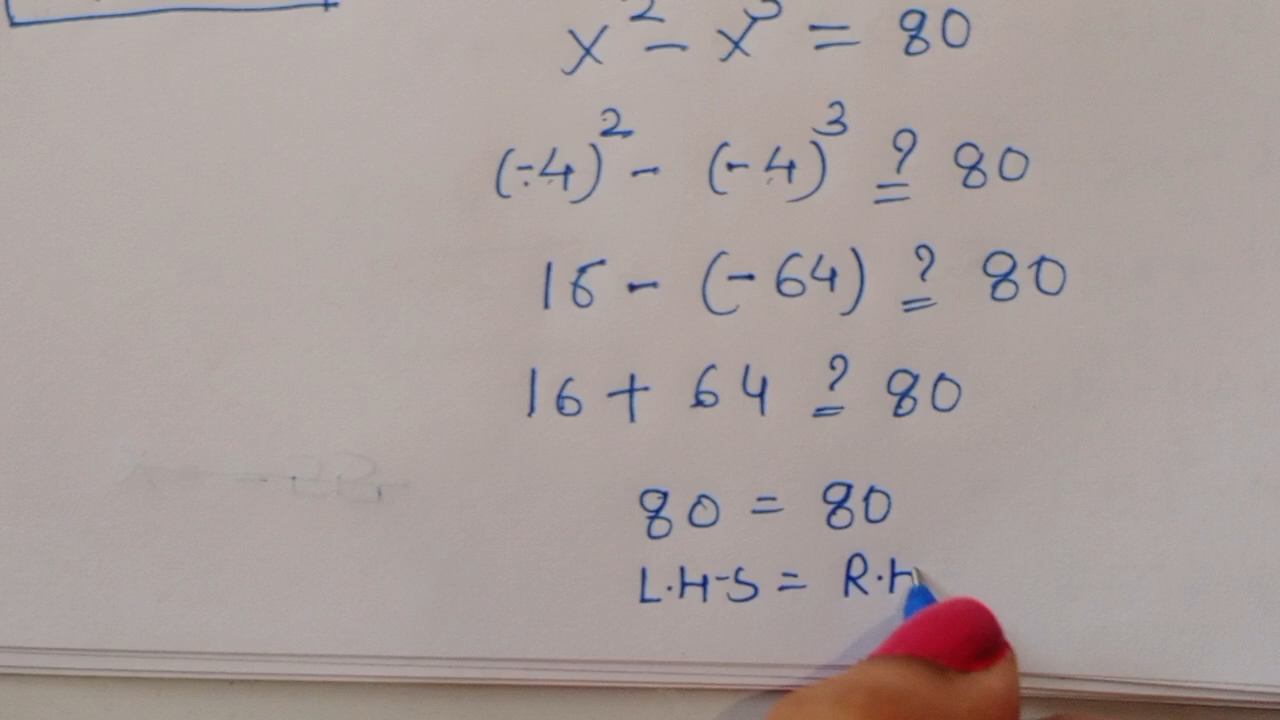 x² - x³ = 80
(-4)² - (-4)³ ≟ 80
16 - (-64) ≟ 80
16 + 64 ≟ 80
80 = 80
L.H-S = R.H